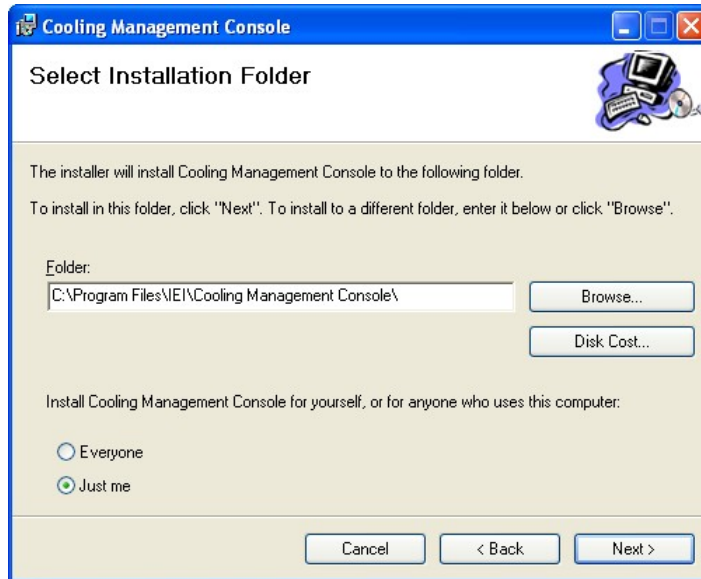 Cooling Management Console
Select Installation Folder
The installer will install Cooling Management Console to the following folder.
To install in this folder, click "Next". To install to a different folder, enter it below or click "Browse".
Folder:
C:\Program Files\IEI\Cooling Management Console\
Browse...
Disk Cost...
Install Cooling Management Console for yourself, or for anyone who uses this computer:
Everyone
Just me
Cancel
< Back
Next >